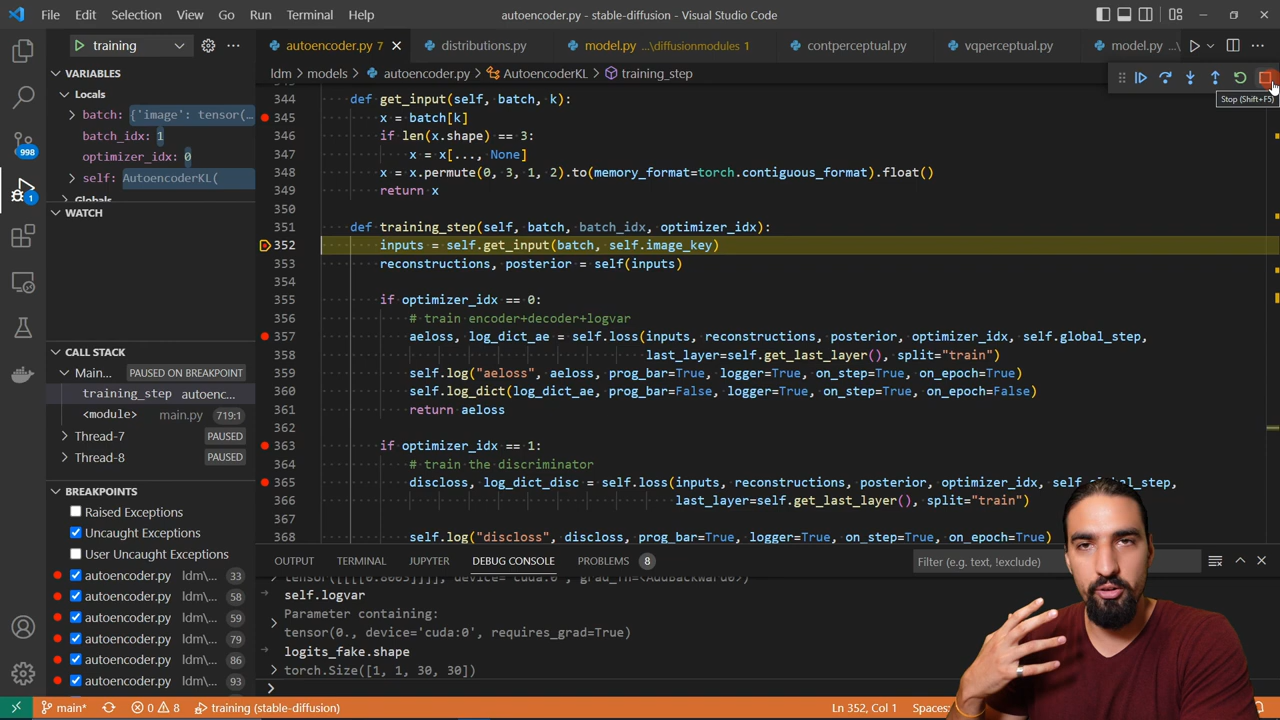 File Edit Selection View Go Run Terminal Help autoencoder.py - stable-diffusion - Visual Studio Code
training
autoencoder.py 7 distributions.py model.py ...\diffusionmodules 1 contperceptual.py vqperceptual.py model.py ...\
ldm > models > autoencoder.py > AutoencoderKL > training_step
Stop (Shift+F5)
VARIABLES
Locals
batch: {'image': tensor(...
batch_idx: 1
optimizer_idx: 0
self: AutoencoderKL(
Globals
WATCH
CALL STACK
Main... PAUSED ON BREAKPOINT
training_step autoenc...
<module> main.py 719:1
Thread-7 PAUSED
Thread-8 PAUSED
BREAKPOINTS
Raised Exceptions
Uncaught Exceptions
User Uncaught Exceptions
autoencoder.py ldm\... 33
autoencoder.py ldm\... 58
autoencoder.py ldm\... 59
autoencoder.py ldm\... 79
autoencoder.py ldm\... 86
autoencoder.py ldm\... 93
998
1
344 def get_input(self, batch, k):
345 x = batch[k]
346 if len(x.shape) == 3:
347 x = x[..., None]
348 x = x.permute(0, 3, 1, 2).to(memory_format=torch.contiguous_format).float()
349 return x
350
351 def training_step(self, batch, batch_idx, optimizer_idx):
352 inputs = self.get_input(batch, self.image_key)
353 reconstructions, posterior = self(inputs)
354
355 if optimizer_idx == 0:
356 # train encoder+decoder+logvar
357 aeloss, log_dict_ae = self.loss(inputs, reconstructions, posterior, optimizer_idx, self.global_step,
358 last_layer=self.get_last_layer(), split="train")
359 self.log("aeloss", aeloss, prog_bar=True, logger=True, on_step=True, on_epoch=True)
360 self.log_dict(log_dict_ae, prog_bar=False, logger=True, on_step=True, on_epoch=False)
361 return aeloss
362
363 if optimizer_idx == 1:
364 # train the discriminator
365 discloss, log_dict_disc = self.loss(inputs, reconstructions, posterior, optimizer_idx, self.global_step,
366 last_layer=self.get_last_layer(), split="train")
367
368 self.log("discloss", discloss, prog_bar=True, logger=True, on_step=True, on_epoch=True)
OUTPUT TERMINAL JUPYTER DEBUG CONSOLE PROBLEMS 8 Filter (e.g. text, !exclude)
self.logvar
Parameter containing:
tensor(0., device='cuda:0', requires_grad=True)
logits_fake.shape
torch.Size([1, 1, 30, 30])
main* 0 8 training (stable-diffusion) Ln 352, Col 1 Spaces: